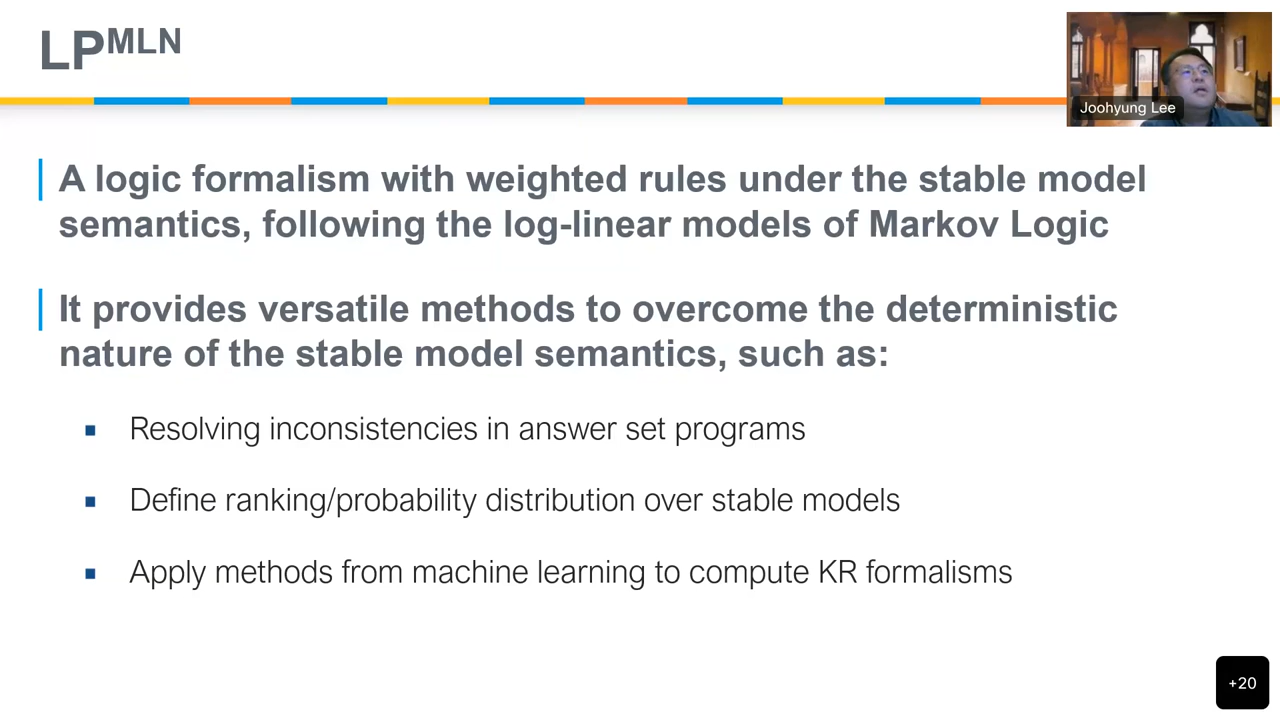 LPMLN
Joohyung Lee
A logic formalism with weighted rules under the stable model
semantics, following the log-linear models of Markov Logic
It provides versatile methods to overcome the deterministic
nature of the stable model semantics, such as:
Resolving inconsistencies in answer set programs
Define ranking/probability distribution over stable models
Apply methods from machine learning to compute KR formalisms
+20